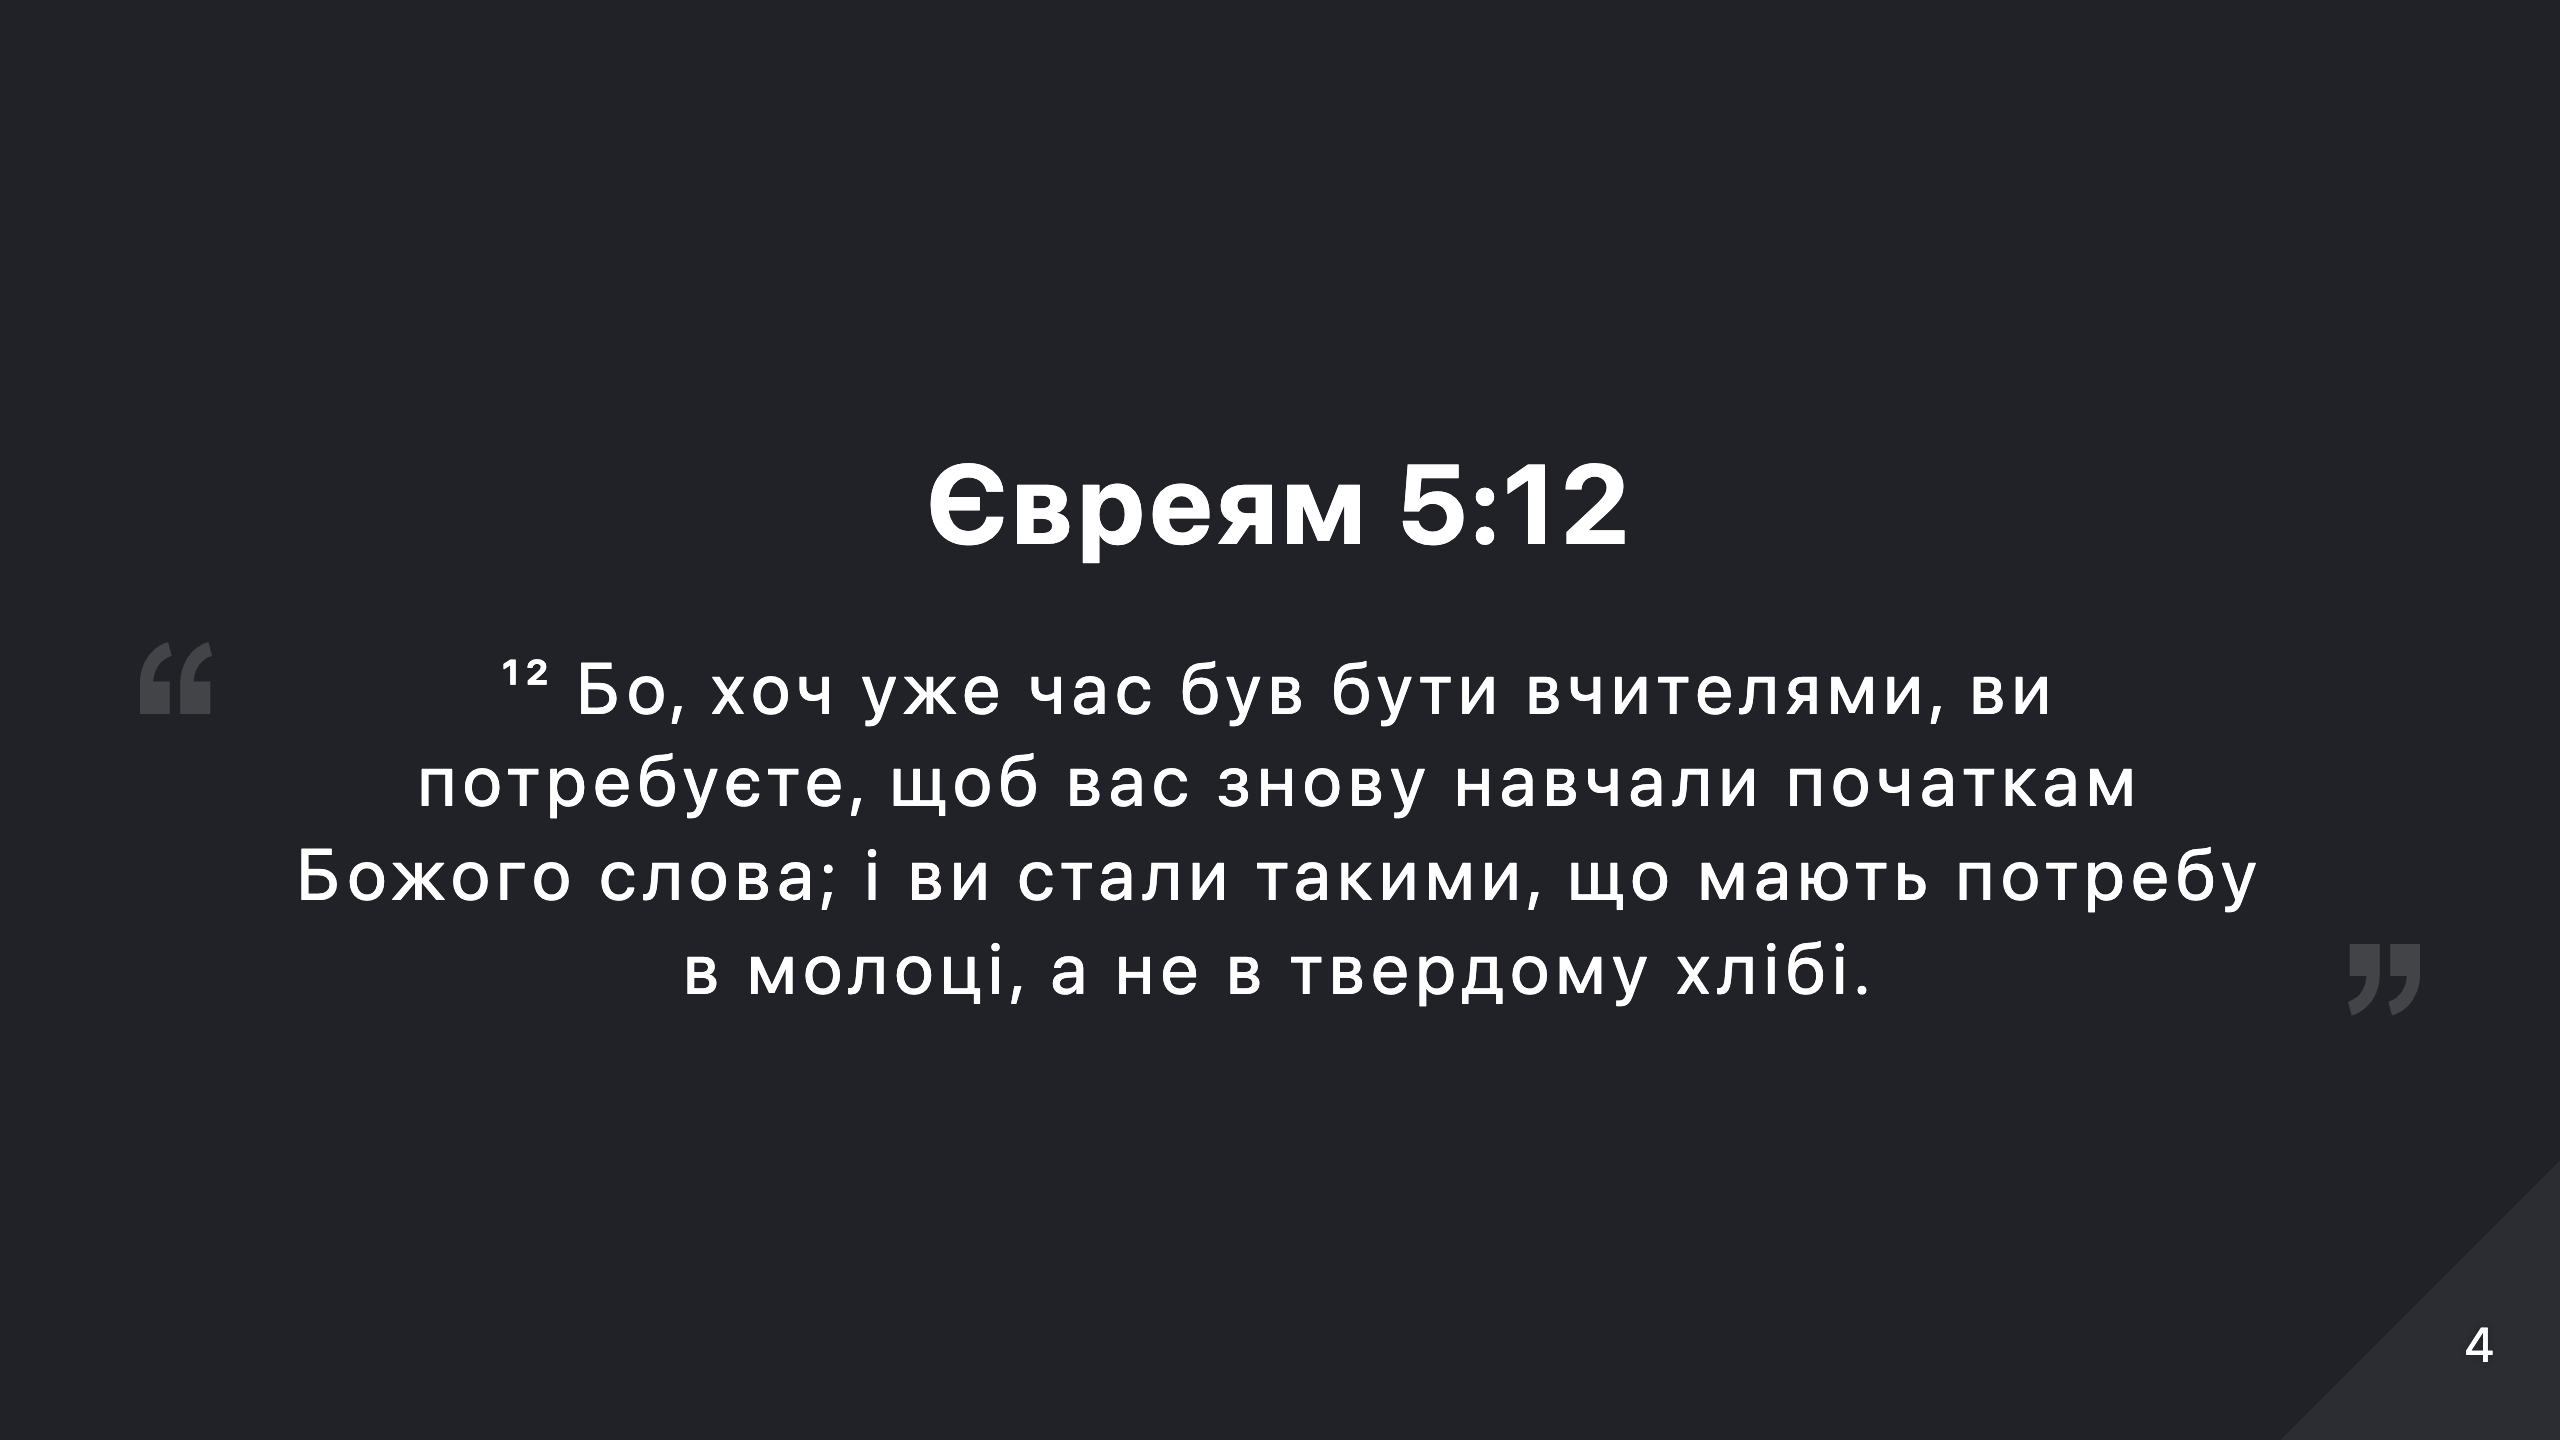 Євреям 5:12
“
¹² Бо, хоч уже час був бути вчителями, ви
потребуєте, щоб вас знову навчали початкам
Божого слова; і ви стали такими, що мають потребу
в молоці, а не в твердому хлібі.
”
4